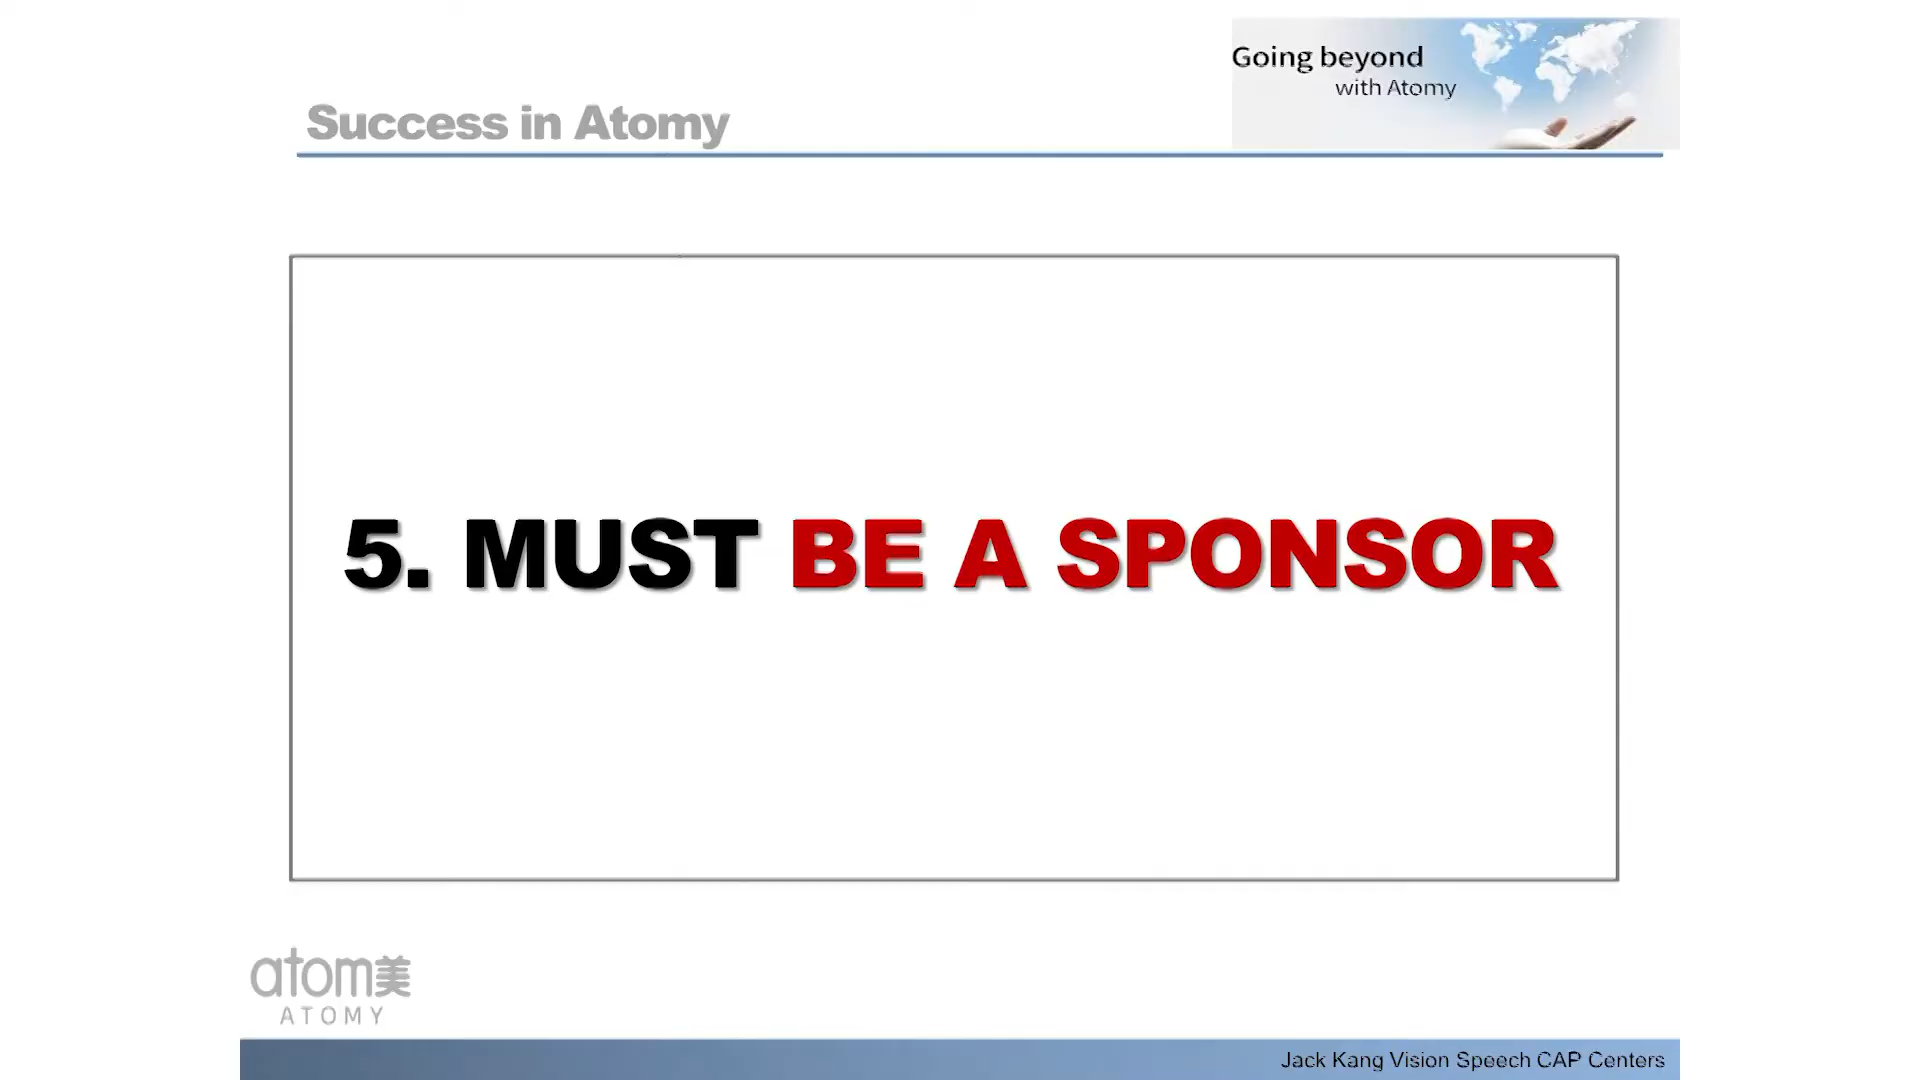 Going beyond
with Atomy
Success in Atomy
5. MUST BE A SPONSOR
atom美
ATOMY
Jack Kang Vision Speech CAP Centers